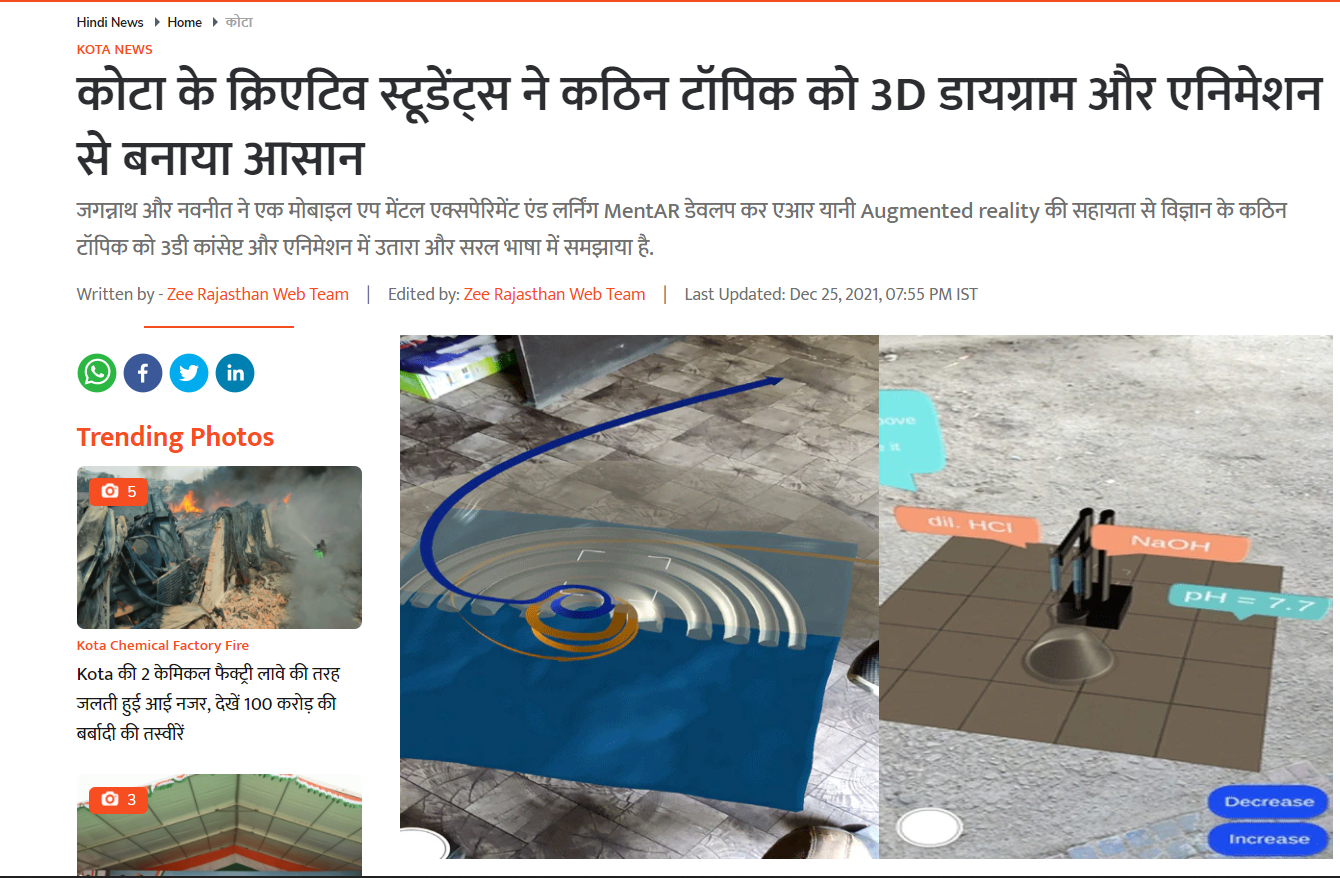 Hindi News Home कोटा
KOTA NEWS
कोटा के क्रिएटिव स्टूडेंट्स ने कठिन टॉपिक को 3D डायग्राम और एनिमेशन
से बनाया आसान
जगन्नाथ और नवनीत ने एक मोबाइल एप मेंटल एक्सपेरिमेंट एंड लर्निंग MentAR डेवलप कर एआर यानी Augmented reality की सहायता से विज्ञान के कठिन
टॉपिक को 3डी कांसेप्ट और एनिमेशन में उतारा और सरल भाषा में समझाया है.
Written by - Zee Rajasthan Web Team | Edited by: Zee Rajasthan Web Team | Last Updated: Dec 25, 2021, 07:55 PM IST
Trending Photos
5
Kota Chemical Factory Fire
Kota की 2 केमिकल फैक्ट्री लावे की तरह
जलती हुई आई नजर, देखें 100 करोड़ की
बर्बादी की तस्वीरें
3
ove
it
dil. HCl
NaOH
pH = 7.7
Decrease
Increase